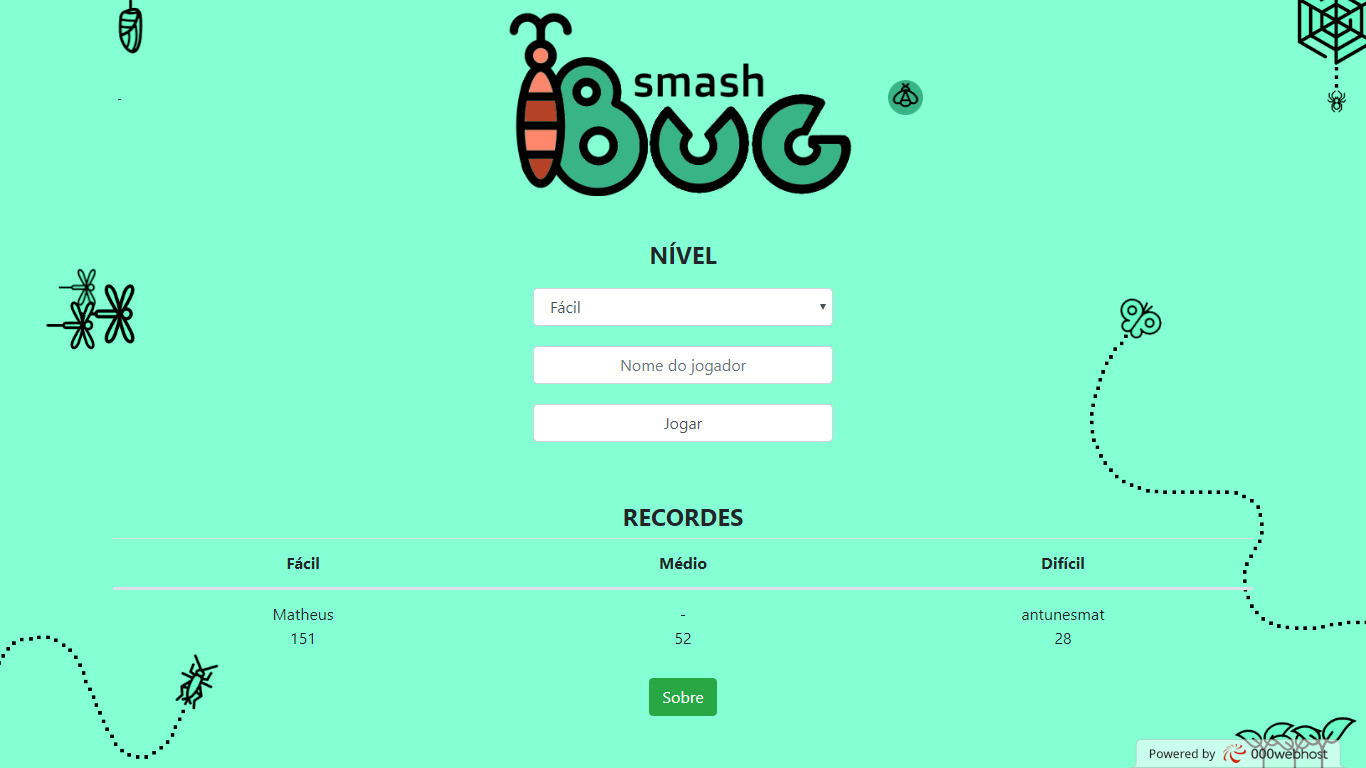 -
smash
BUG
NÍVEL
Fácil
Nome do jogador
Jogar
RECORDES
Fácil Médio Difícil
Matheus - antunesmat
151 52 28
Sobre
Powered by 000webhost